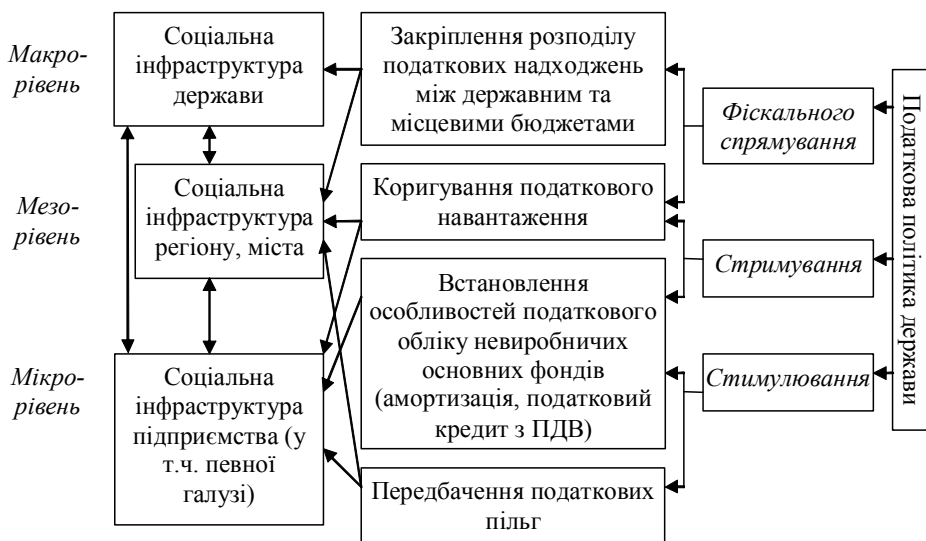 Макро-
рівень
Соціальна
інфраструктура
держави
Закріплення розподілу
податкових надходжень
між державним та
місцевими бюджетами
Фіскального
спрямування
Податкова політика держави
Мезо-
рівень
Соціальна
інфраструктура
регіону, міста
Коригування податкового
навантаження
Стримування
Встановлення
особливостей податкового
обліку невиробничих
основних фондів
(амортизація, податковий
кредит з ПДВ)
Мікро-
рівень
Соціальна
інфраструктура
підприємства (у
т.ч. певної
галузі)
Стимулювання
Передбачення податкових
пільг